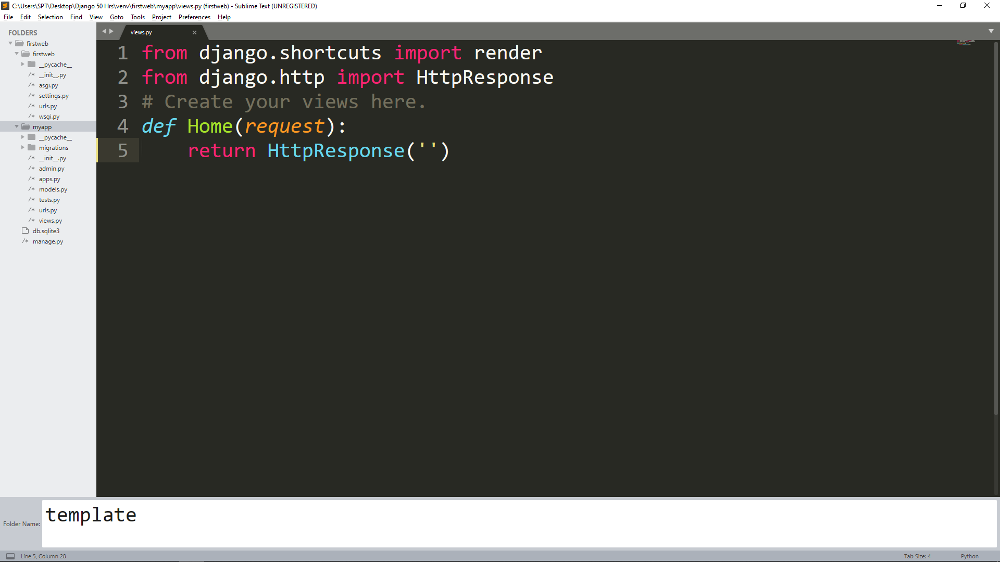 C:\Users\SPT\Desktop\Django 50 Hrs\venv\firstweb\myapp\views.py (firstweb) - Sublime Text (UNREGISTERED)
File Edit Selection Find View Goto Tools Project Preferences Help
FOLDERS
firstweb
firstweb
__pycache__
/* __init__.py
/* asgi.py
/* settings.py
/* urls.py
/* wsgi.py
myapp
__pycache__
migrations
/* __init__.py
/* admin.py
/* apps.py
/* models.py
/* tests.py
/* urls.py
/* views.py
db.sqlite3
/* manage.py
views.py
1 from django.shortcuts import render
2 from django.http import HttpResponse
3 # Create your views here.
4 def Home(request):
5     return HttpResponse('')
Folder Name: template
Line 5, Column 28
Tab Size: 4
Python